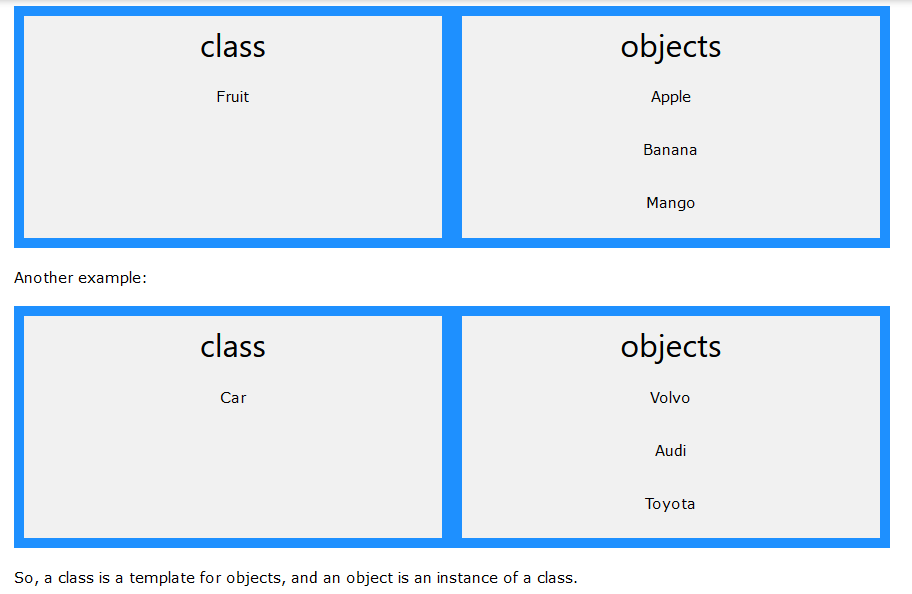 class
objects
Fruit
Apple
Banana
Mango
Another example:
class
objects
Car
Volvo
Audi
Toyota
So, a class is a template for objects, and an object is an instance of a class.